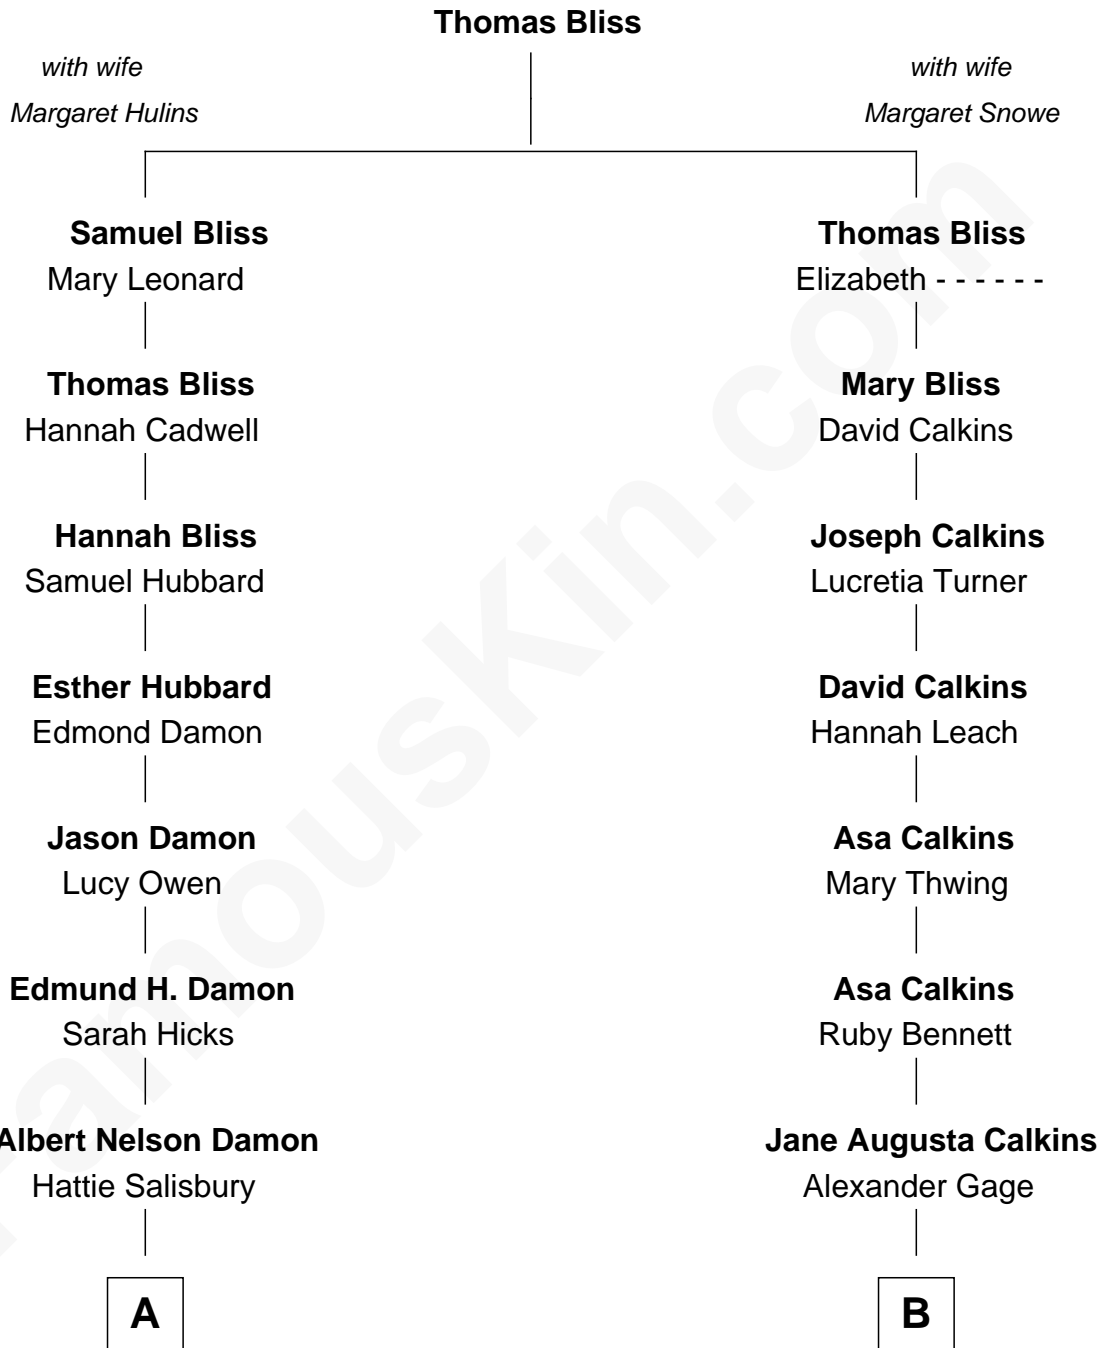 Thomas Bliss
with wife
Margaret Hulins
with wife
Margaret Snowe
Samuel Bliss
Mary Leonard
Thomas Bliss
Elizabeth - - - - - -
Thomas Bliss
Hannah Cadwell
Mary Bliss
David Calkins
Hannah Bliss
Samuel Hubbard
Joseph Calkins
Lucretia Turner
Esther Hubbard
Edmond Damon
David Calkins
Hannah Leach
Jason Damon
Lucy Owen
Asa Calkins
Mary Thwing
Edmund H. Damon
Sarah Hicks
Asa Calkins
Ruby Bennett
Albert Nelson Damon
Hattie Salisbury
Jane Augusta Calkins
Alexander Gage
A
B
FamousKin.com